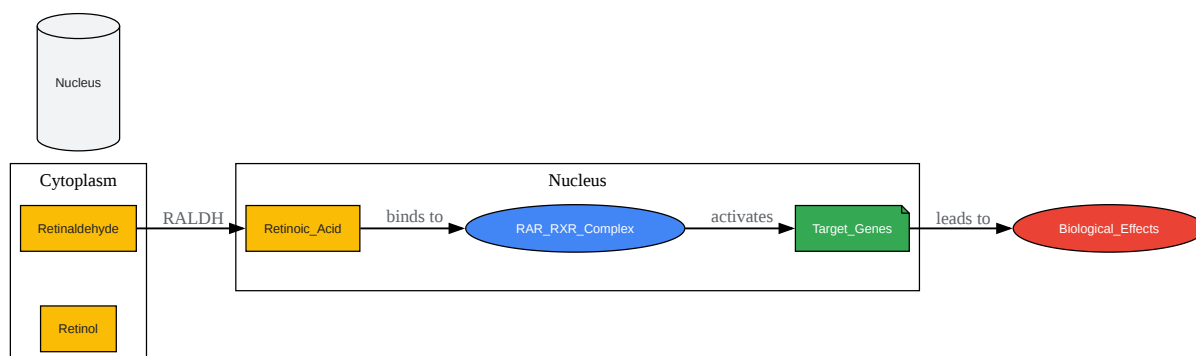 Nucleus
Cytoplasm
Nucleus
Retinaldehyde
RALDH
Retinoic_Acid
binds to
RAR_RXR_Complex
activates
Target_Genes
leads to
Biological_Effects
Retinol